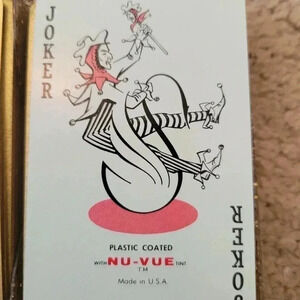 JOKER
PLASTIC COATED
WITH NU-VUE TINT
T.M.
Made in U.S.A.
JOKER